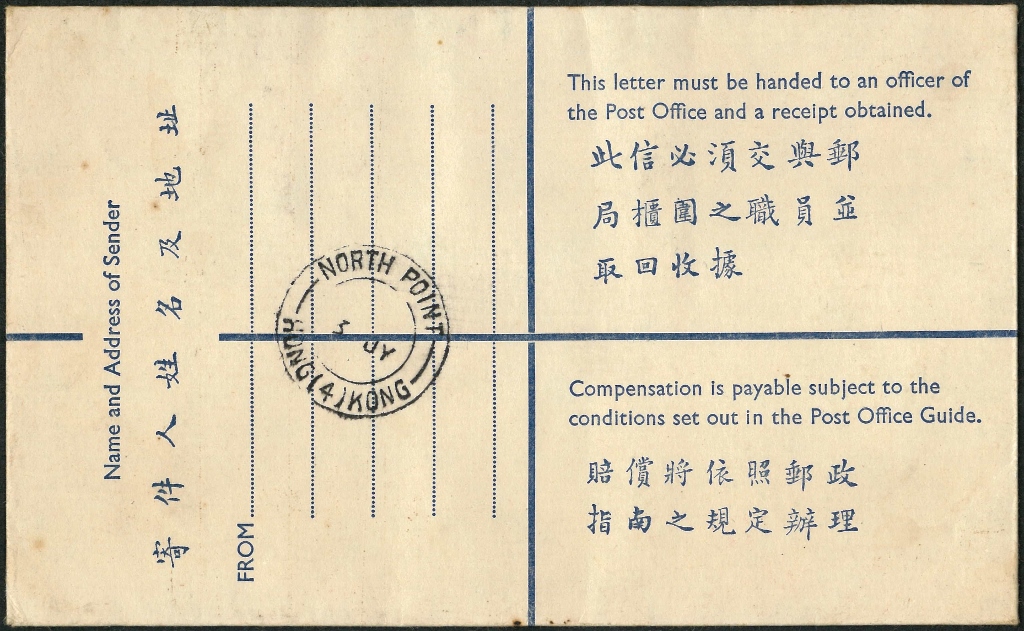 Name and Address of Sender
寄件人姓名及地址
FROM
NORTH POINT
HONG (4) KONG
3 JY
This letter must be handed to an officer of
the Post Office and a receipt obtained.
此信必須交與郵
局櫃圍之職員並
取回收據
Compensation is payable subject to the
conditions set out in the Post Office Guide.
賠償將依照郵政
指南之規定辦理